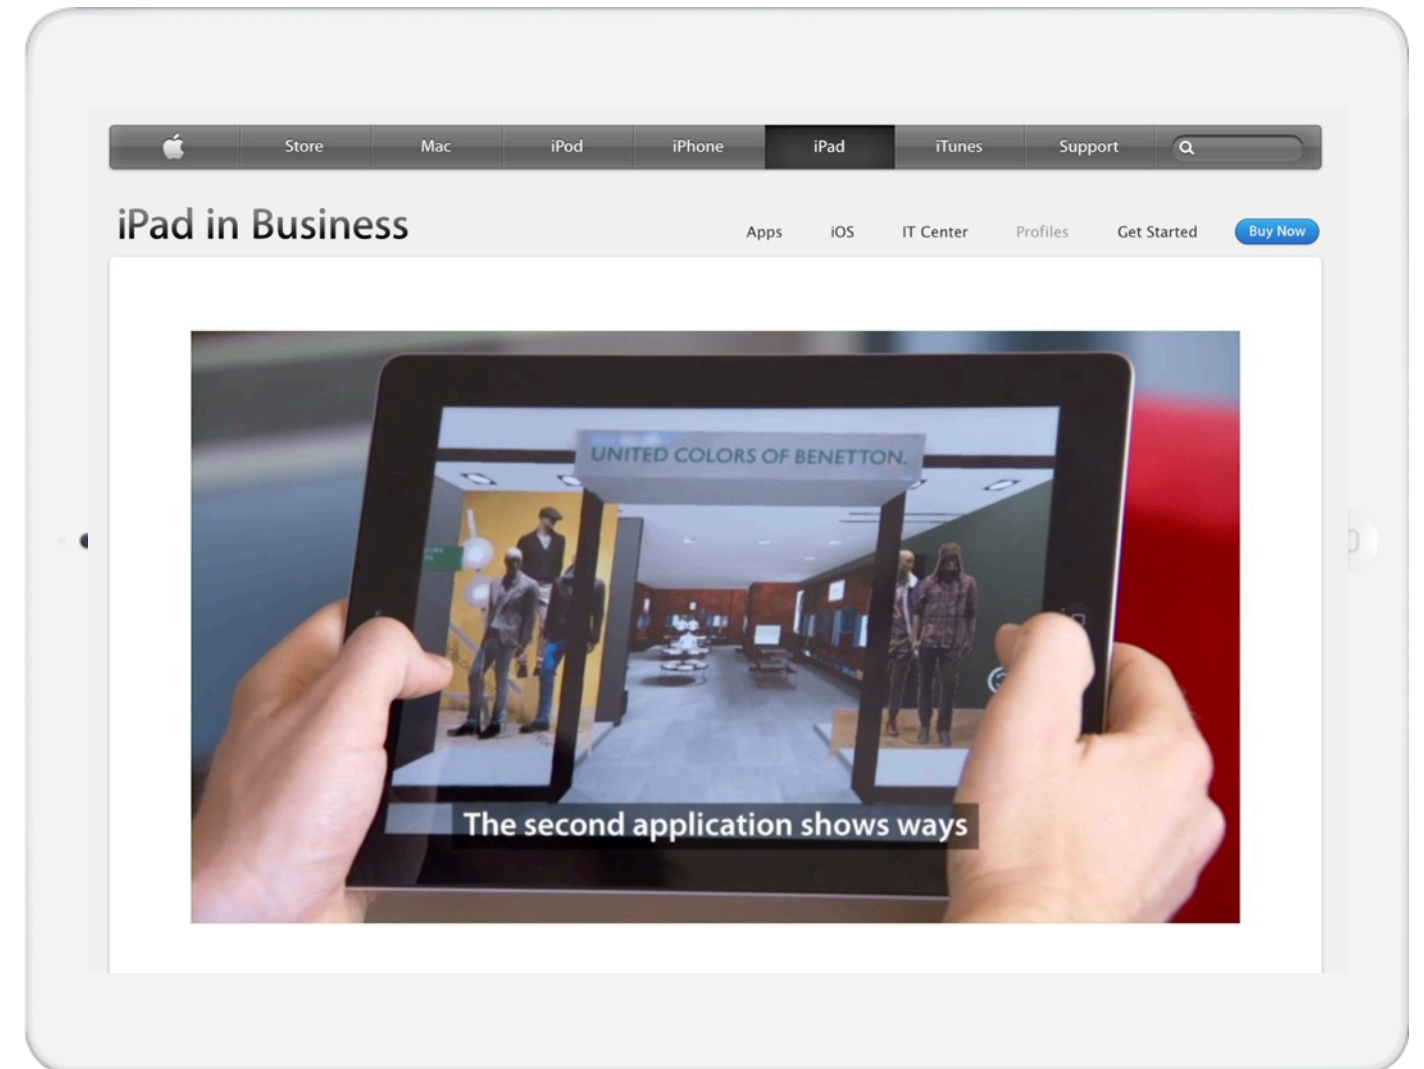 Store Mac iPod iPhone iPad iTunes Support
iPad in Business
Apps iOS IT Center Profiles Get Started Buy Now
UNITED COLORS OF BENETTON.
The second application shows ways